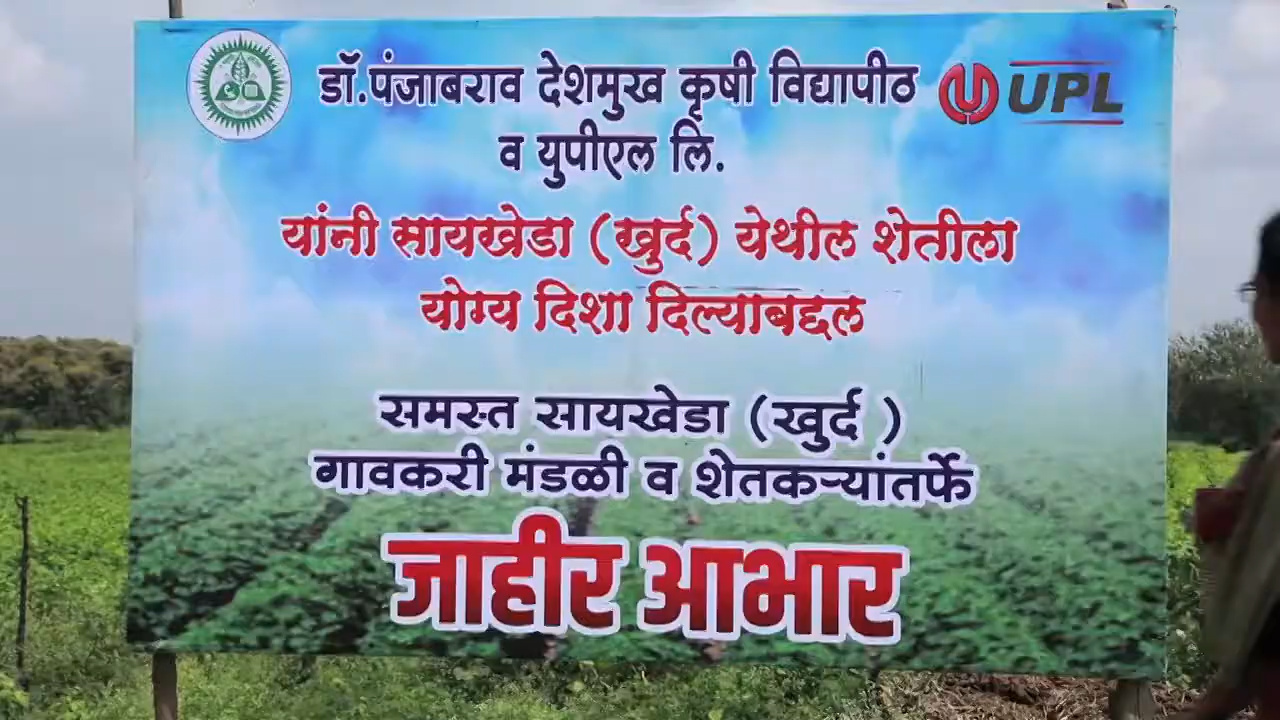 डॉ.पंजाबराव देशमुख कृषी विद्यापीठ
UPL
व युपीएल लि.
यांनी सायखेडा (खुर्द) येथील शेतीला
योग्य दिशा दिल्याबद्दल
समस्त सायखेडा (खुर्द )
गावकरी मंडळी व शेतकऱ्यांतर्फे
जाहीर आभार